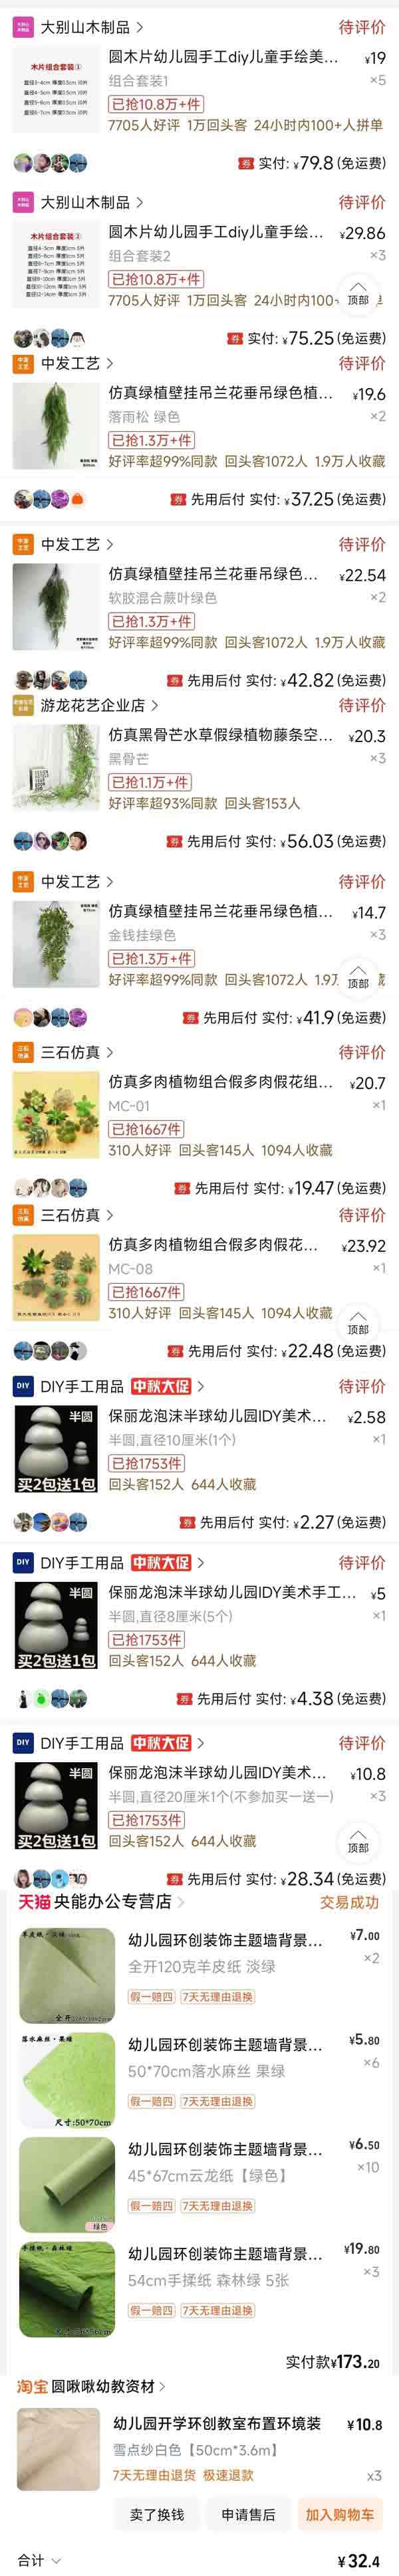 大别山木制品 > 待评价
木片组合套装①
直径3-4cm 厚度0.5cm 10片
直径4-5cm 厚度0.5cm 10片
直径5-6cm 厚度0.5cm 10片
直径6-7cm 厚度0.5cm 10片
圆木片幼儿园手工diy儿童手绘美... ¥19
组合套装1 ×5
已抢10.8万+件
7705人好评 1万回头客 24小时内100+人拼单
券 实付: ¥79.8 (免运费)
大别山木制品 > 待评价
木片组合套装②
圆木片幼儿园手工diy儿童手绘... ¥29.86
组合套装2 ×3
已抢10.8万+件
7705人好评 1万回头客 24小时内100+
顶部
券 实付: ¥75.25 (免运费)
中发工艺 > 待评价
仿真绿植壁挂吊兰花垂吊绿色植... ¥19.6
落雨松 绿色 ×2
已抢1.3万+件
好评率超99%同款 回头客1072人 1.9万人收藏
券 先用后付 实付: ¥37.25 (免运费)
中发工艺 > 待评价
仿真绿植壁挂吊兰花垂吊绿色... ¥22.54
软胶混合蕨叶绿色 ×2
已抢1.3万+件
好评率超99%同款 回头客1072人 1.9万人收藏
券 先用后付 实付: ¥42.82 (免运费)
游龙花艺企业店 > 待评价
仿真黑骨芒水草假绿植物藤条空... ¥20.3
黑骨芒 ×3
已抢1.1万+件
好评率超93%同款 回头客153人
券 先用后付 实付: ¥56.03 (免运费)
中发工艺 > 待评价
仿真绿植壁挂吊兰花垂吊绿色植... ¥14.7
金钱挂绿色 ×3
已抢1.3万+件
好评率超99%同款 回头客1072人 1.9万
顶部
券 先用后付 实付: ¥41.9 (免运费)
三石仿真 > 待评价
仿真多肉植物组合假多肉假花组... ¥20.7
MC-01 ×1
已抢1667件
310人好评 回头客145人 1094人收藏
券 先用后付 实付: ¥19.47 (免运费)
三石仿真 > 待评价
仿真多肉植物组合假多肉假花... ¥23.92
MC-08 ×1
已抢1667件
310人好评 回头客145人 1094人收藏
顶部
券 先用后付 实付: ¥22.48 (免运费)
DIY DIY手工用品 中秋大促 > 待评价
半圆
买2包送1包
保丽龙泡沫半球幼儿园IDY美术... ¥2.58
半圆,直径10厘米(1个) ×1
已抢1753件
回头客152人 644人收藏
券 先用后付 实付: ¥2.27 (免运费)
DIY DIY手工用品 中秋大促 > 待评价
半圆
买2包送1包
保丽龙泡沫半球幼儿园IDY美术手工... ¥5
半圆,直径8厘米(5个) ×1
已抢1753件
回头客152人 644人收藏
券 先用后付 实付: ¥4.38 (免运费)
DIY DIY手工用品 中秋大促 > 待评价
半圆
买2包送1包
保丽龙泡沫半球幼儿园IDY美术... ¥10.8
半圆,直径20厘米1个(不参加买一送一) ×3
已抢1753件
回头客152人 644人收藏
顶部
券 先用后付 实付: ¥28.34 (免运费)
天猫 央能办公专营店 > 交易成功
羊皮纸·淡绿
全开
幼儿园环创装饰主题墙背景... ¥7.00
全开120克羊皮纸 淡绿 ×2
假一赔四 7天无理由退换
落水麻丝·果绿
尺寸:50*70cm
幼儿园环创装饰主题墙背景... ¥5.80
50*70cm落水麻丝 果绿 ×6
假一赔四 7天无理由退换
绿色
幼儿园环创装饰主题墙背景... ¥6.50
45*67cm云龙纸【绿色】 ×10
假一赔四 7天无理由退换
手揉纸·森林绿
幼儿园环创装饰主题墙背景... ¥19.80
54cm手揉纸 森林绿 5张 ×3
假一赔四 7天无理由退换
实付款¥173.20
淘宝 圆啾啾幼教资材 >
幼儿园开学环创教室布置环境装 ¥10.8
雪点纱白色【50cm*3.6m】
7天无理由退货 极速退款 x3
卖了换钱 申请售后 加入购物车
合计 ¥32.4